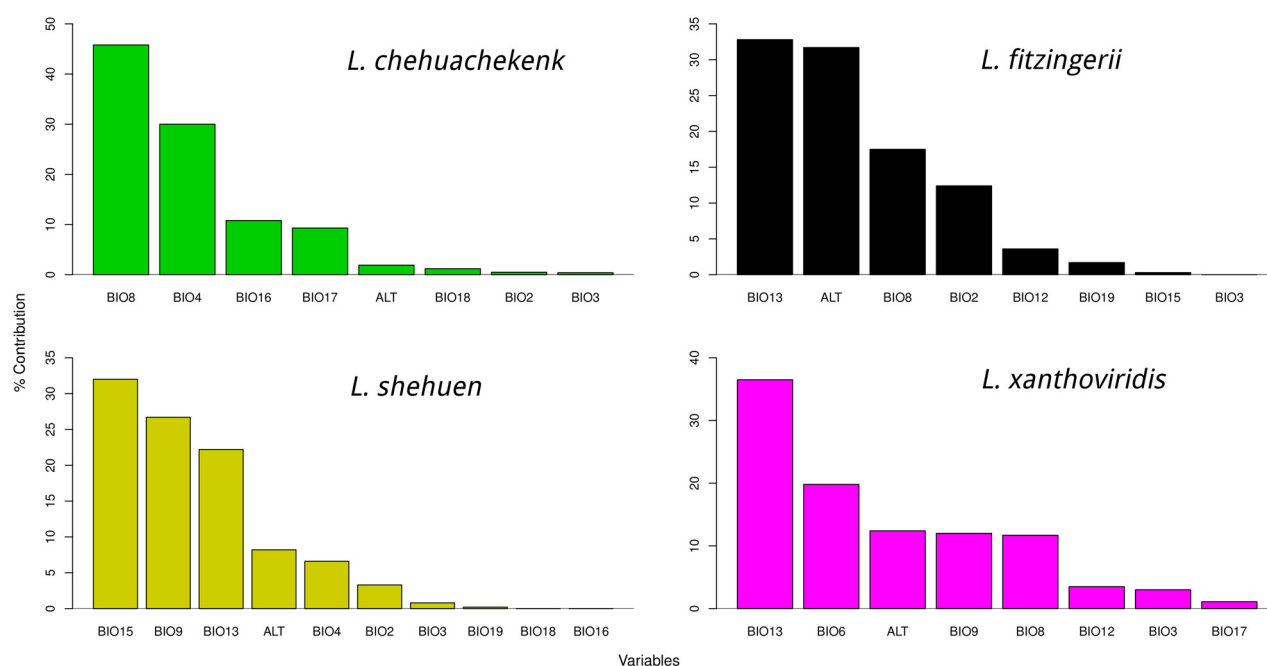 % Contribution
L. chehuachekenk
50
40
30
20
10
0
BIO8 BIO4 BIO16 BIO17 ALT BIO18 BIO2 BIO3
L. fitzingerii
35
30
25
20
15
10
5
0
BIO13 ALT BIO8 BIO2 BIO12 BIO19 BIO15 BIO3
L. shehuen
35
30
25
20
15
10
5
0
BIO15 BIO9 BIO13 ALT BIO4 BIO2 BIO3 BIO19 BIO18 BIO16
L. xanthoviridis
40
30
20
10
0
BIO13 BIO6 ALT BIO9 BIO8 BIO12 BIO3 BIO17
Variables